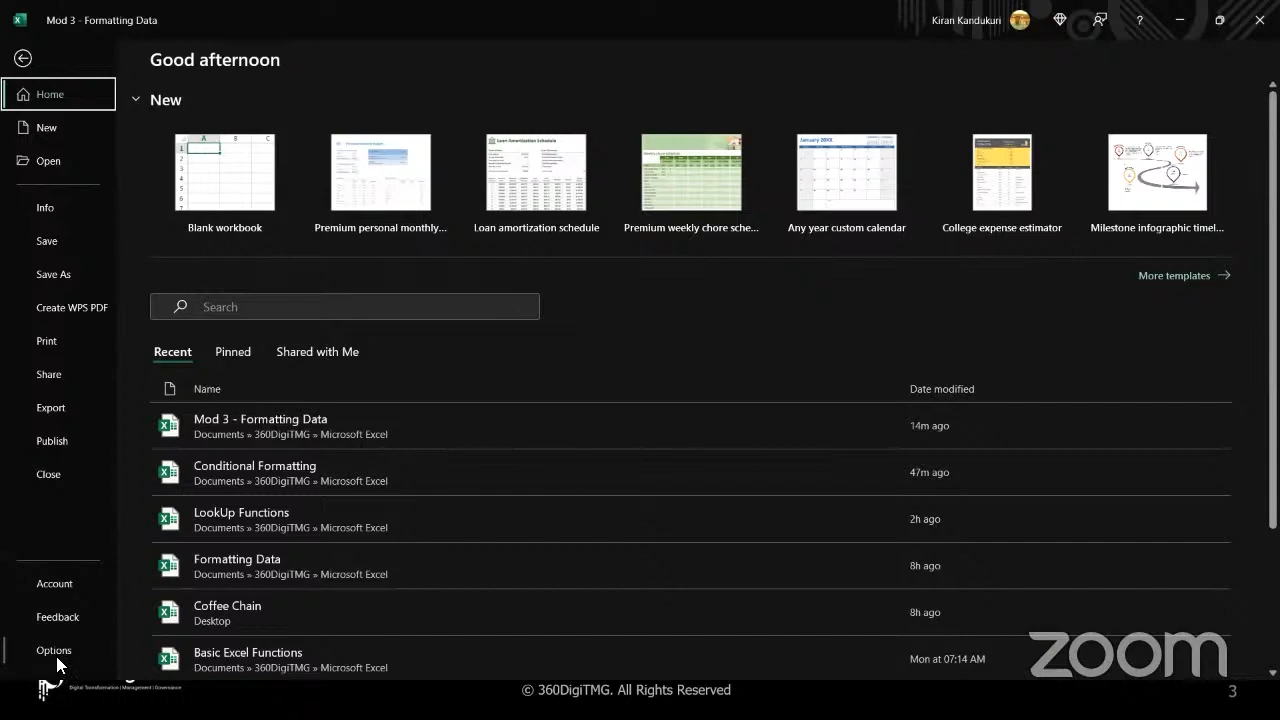 Mod 3 - Formatting Data
Kiran Kandukuri
?
Good afternoon
Home
New
New
Open
Blank workbook
Premium personal monthly...
Loan amortization schedule
Premium weekly chore sche...
Any year custom calendar
College expense estimator
Milestone infographic timel...
More templates
Info
Save
Save As
Create WPS PDF
Print
Share
Export
Publish
Close
Account
Feedback
Options
Search
Recent
Pinned
Shared with Me
Name
Date modified
Mod 3 - Formatting Data
Documents » 360DigiTMG » Microsoft Excel
14m ago
Conditional Formatting
Documents » 360DigiTMG » Microsoft Excel
47m ago
LookUp Functions
Documents » 360DigiTMG » Microsoft Excel
2h ago
Formatting Data
Documents » 360DigiTMG » Microsoft Excel
8h ago
Coffee Chain
Desktop
8h ago
Basic Excel Functions
Documents » 360DigiTMG » Microsoft Excel
Mon at 07:14 AM
zoom
Digital Transformation | Management | Governance
© 360DigiTMG. All Rights Reserved
3